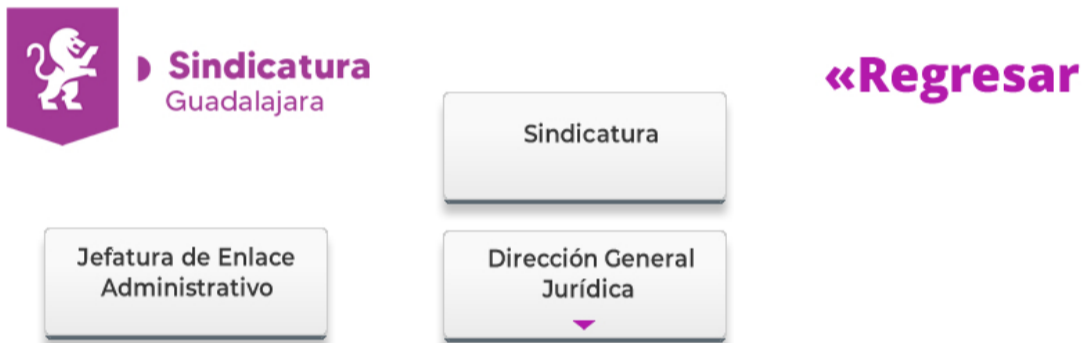 Sindicatura
Guadalajara
«Regresar
Sindicatura
Jefatura de Enlace
Administrativo
Dirección General
Jurídica